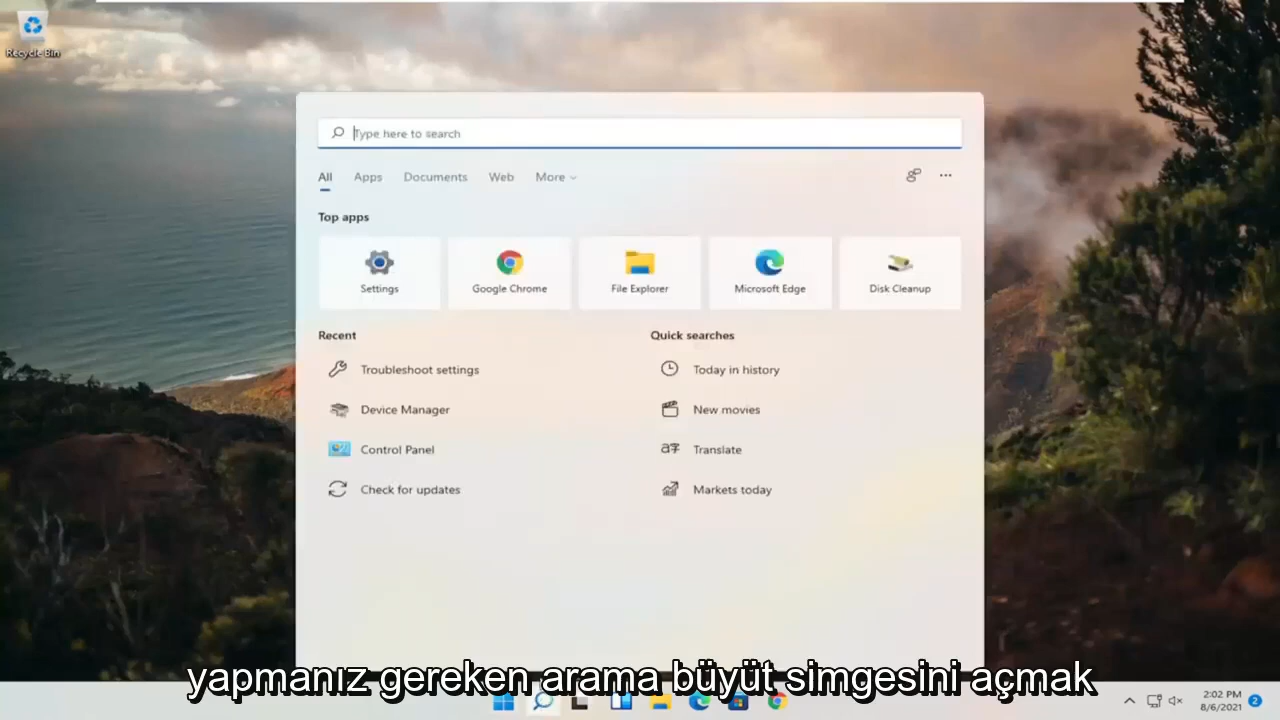 Recycle Bin
Type here to search
All Apps Documents Web More
Top apps
Settings Google Chrome File Explorer Microsoft Edge Disk Cleanup
Recent Quick searches
Troubleshoot settings Today in history
Device Manager New movies
Control Panel Translate
Check for updates Markets today
yapmanız gereken arama büyüt simgesini açmak
2:02 PM
8/6/2021 2